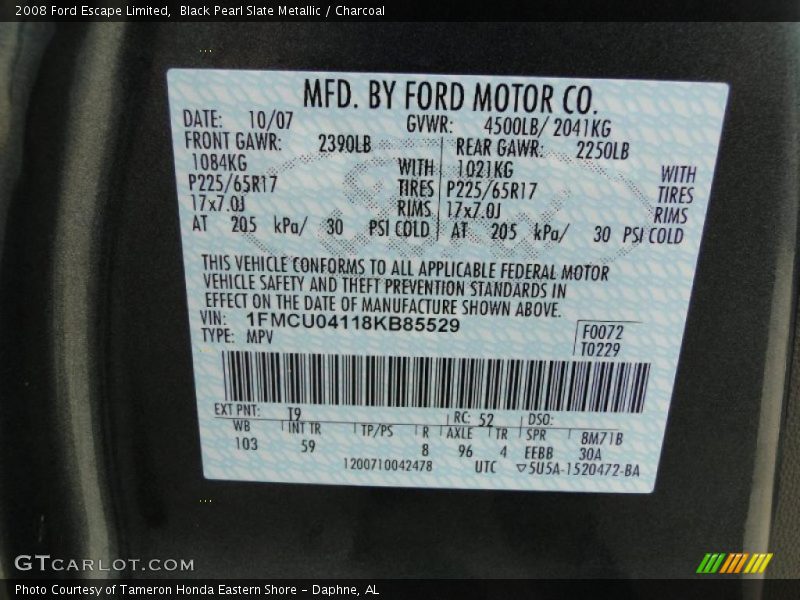 2008 Ford Escape Limited,  Black Pearl Slate Metallic / Charcoal
MFD. BY FORD MOTOR CO.
DATE: 10/07 GVWR: 4500LB/ 2041KG
FRONT GAWR: 2390LB REAR GAWR: 2250LB
1084KG WITH 1021KG WITH
P225/65R17 TIRES P225/65R17 TIRES
17x7.0J RIMS 17x7.0J RIMS
AT 205 kPa/ 30 PSI COLD AT 205 kPa/ 30 PSI COLD
THIS VEHICLE CONFORMS TO ALL APPLICABLE FEDERAL MOTOR
VEHICLE SAFETY AND THEFT PREVENTION STANDARDS IN
EFFECT ON THE DATE OF MANUFACTURE SHOWN ABOVE.
VIN: 1FMCU04118KB85529
TYPE: MPV
F0072
T0229
EXT PNT: T9 RC: 52 DSO:
WB INT TR TP/PS R AXLE TR SPR 8M71B
103 59 8 96 4 EEBB 30A
1200710042478 UTC ▽5U5A-1520472-BA
GTCARLOT.COM
Photo Courtesy of Tameron Honda Eastern Shore - Daphne, AL